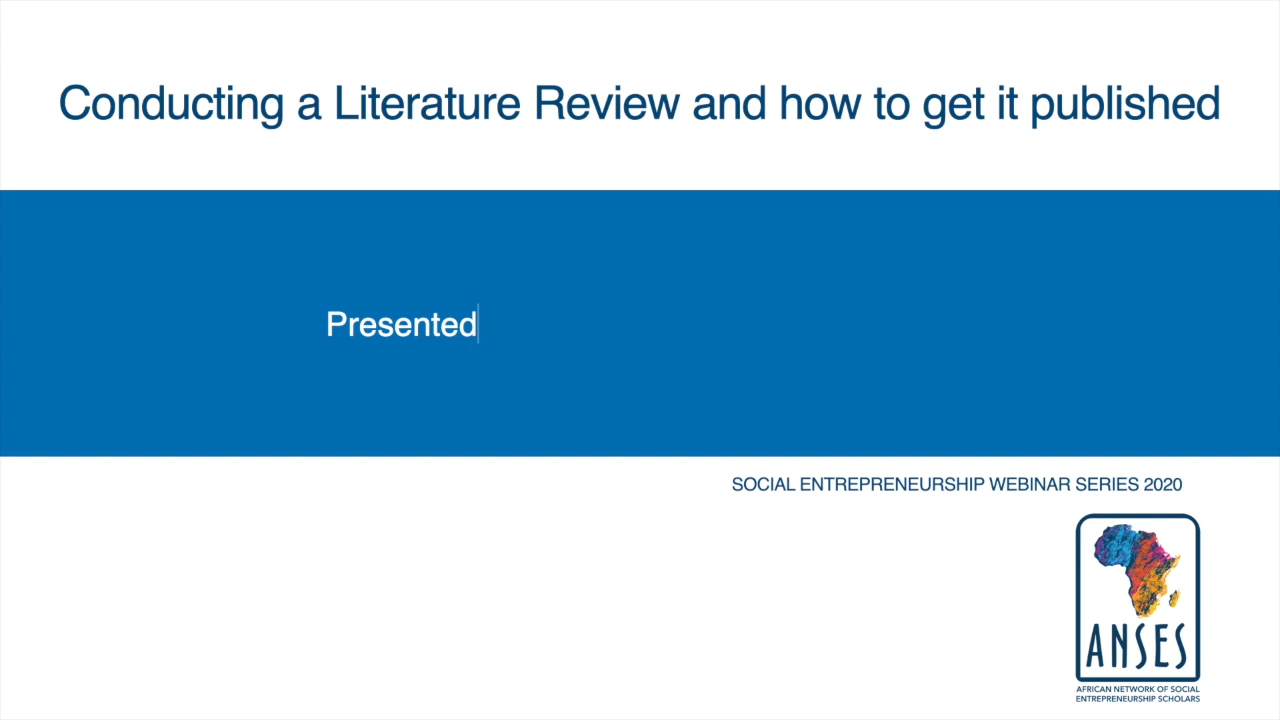 Conducting a Literature Review and how to get it published
Presented
SOCIAL ENTREPRENEURSHIP WEBINAR SERIES 2020
ANSES
AFRICAN NETWORK OF SOCIAL
ENTREPRENEURSHIP SCHOLARS